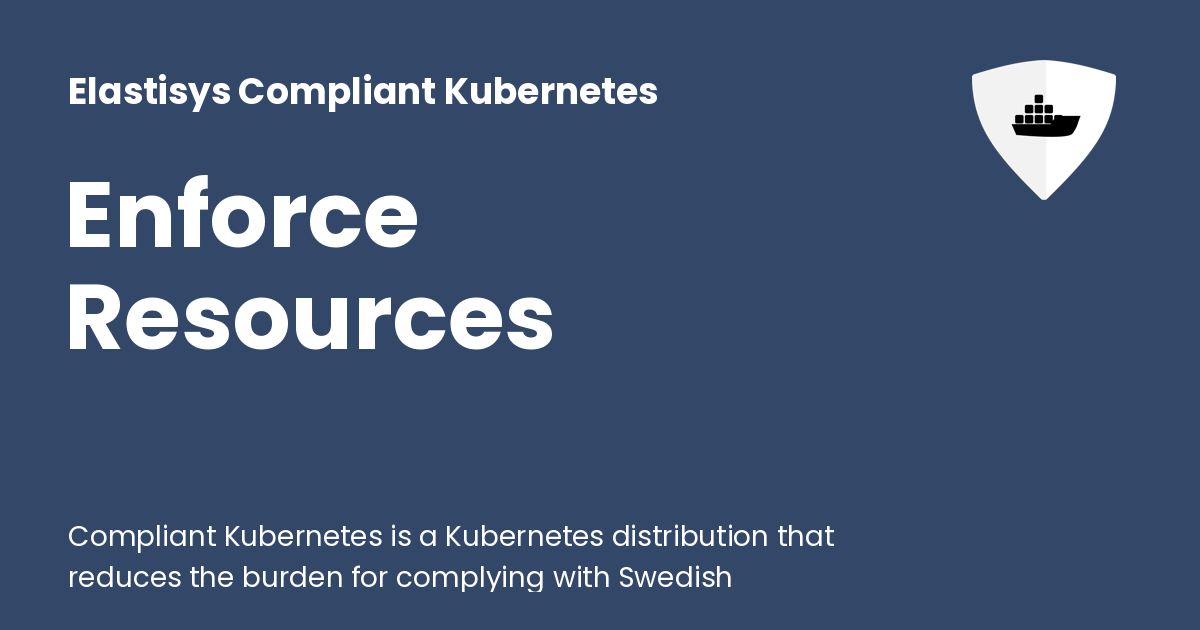 Elastisys Compliant Kubernetes
Enforce
Resources
Compliant Kubernetes is a Kubernetes distribution that
reduces the burden for complying with Swedish